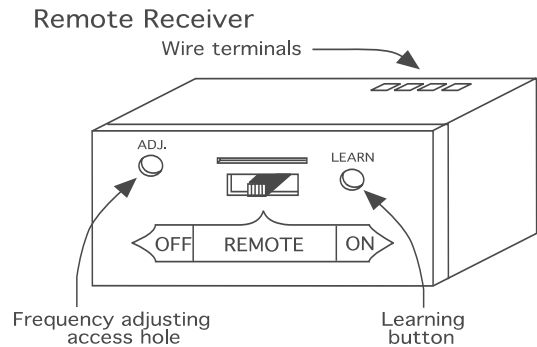 Remote Receiver
Wire terminals
ADJ.
LEARN
OFF REMOTE ON
Frequency adjusting
access hole
Learning
button